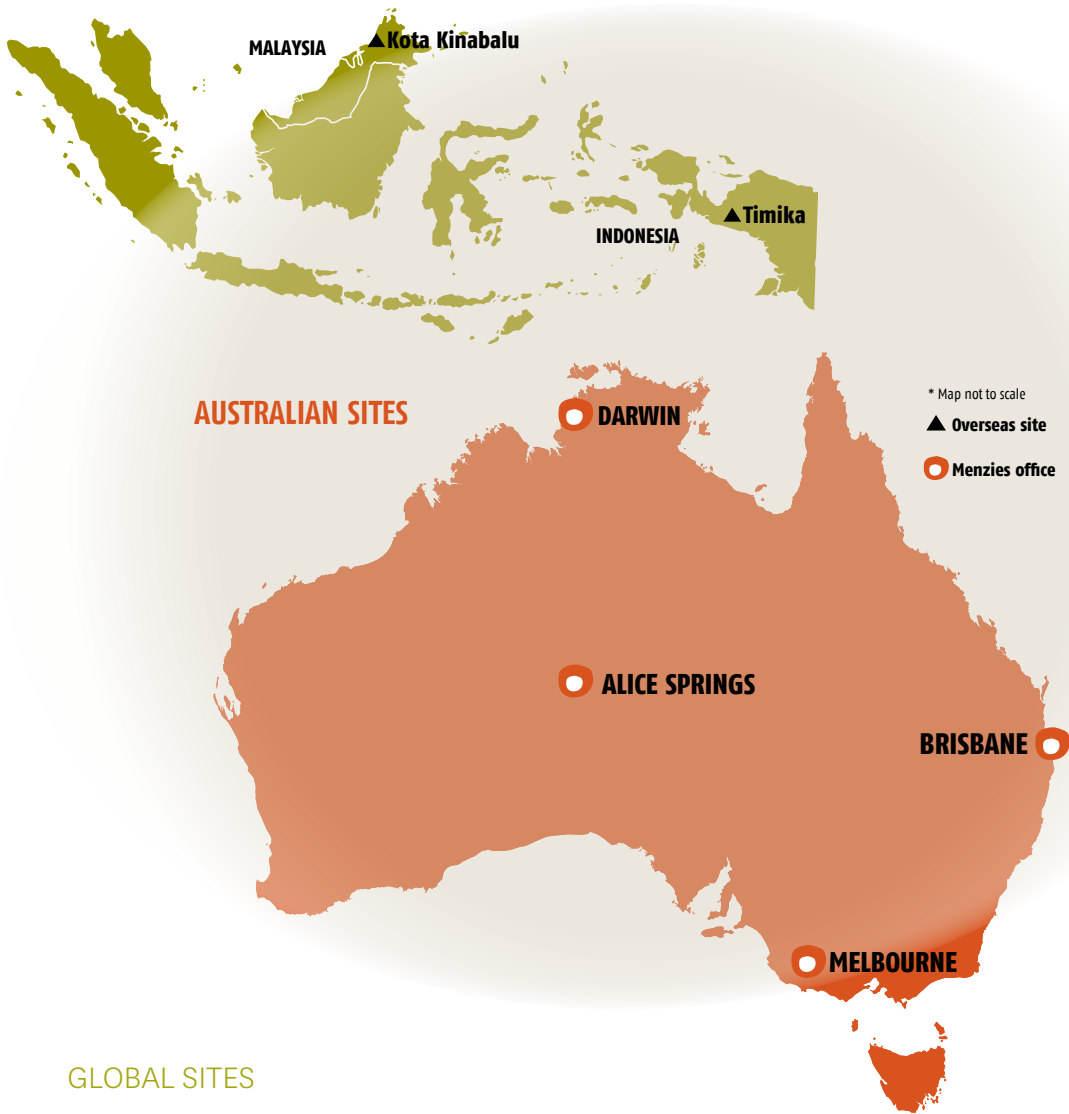 MALAYSIA
Kota Kinabalu
Timika
INDONESIA
* Map not to scale
AUSTRALIAN SITES
DARWIN
Overseas site
Menzies office
ALICE SPRINGS
BRISBANE
MELBOURNE
GLOBAL SITES